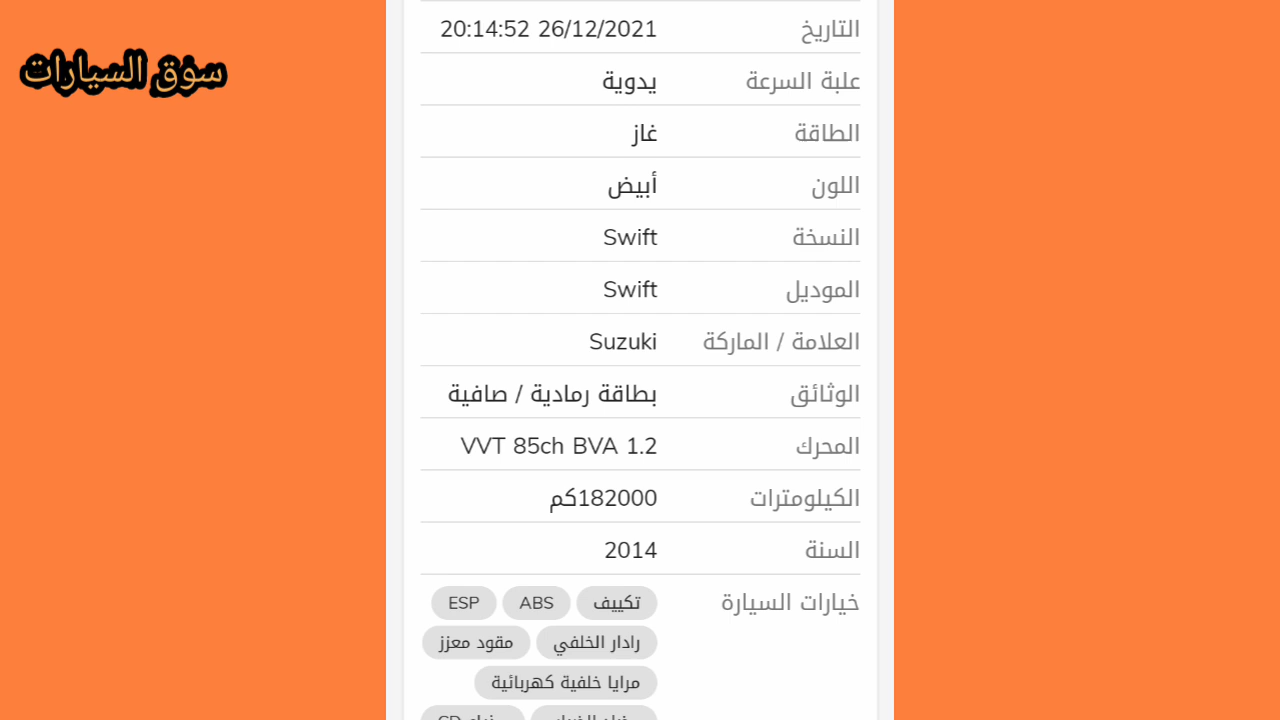 سوق السيارات
التاريخ 26/12/2021 20:14:52
علبة السرعة يدوية
الطاقة غاز
اللون أبيض
النسخة Swift
الموديل Swift
العلامة / الماركة Suzuki
الوثائق بطاقة رمادية / صافية
المحرك 1.2 VVT 85ch BVA
الكيلومترات 182000كم
السنة 2014
خيارات السيارة تكييف ABS ESP
رادار الخلفي مقود معزز
مرايا خلفية كهربائية
CD